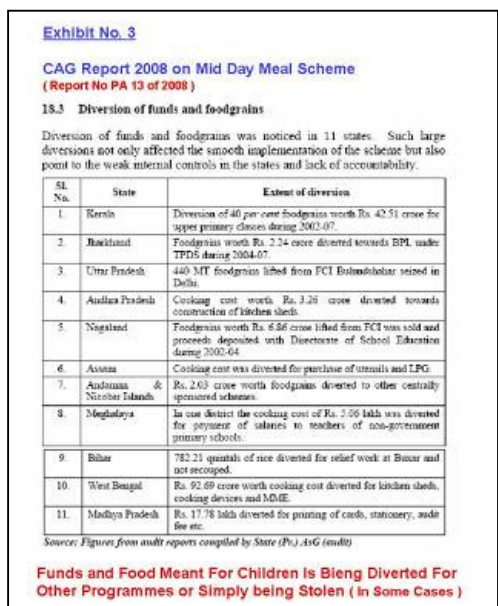 Exhibit No. 3
CAG Report 2008 on Mid Day Meal Scheme
( Report No PA 13 of 2008 )
18.3 Diversion of funds and foodgrains
Diversion of funds and foodgrains was noticed in 11 states. Such large
diversions not only affected the smooth implementation of the scheme but also
point to the weak internal controls in the states and lack of accountability.
Sl. No. State Extent of diversion
1. Kerala Diversion of 40 per cent foodgrains worth Rs. 42.51 crore for
upper primary classes during 2002-07.
2. Jharkhand Foodgrains worth Rs. 2.24 crore diverted towards BPL under
TPDS during 2004-07.
3. Uttar Pradesh 440 MT foodgrains lifted from FCI Bulandshahar seized in
Delhi.
4. Andhra Pradesh Cooking cost worth Rs. 3.26 crore diverted towards
construction of kitchen sheds.
5. Nagaland Foodgrains worth Rs. 6.86 crore lifted from FCI was sold and
proceeds deposited with Directorate of School Education
during 2002-04
6. Assam Cooking cost was diverted for purchase of utensils and LPG.
7. Andaman & Nicobar Islands Rs. 2.03 crore worth foodgrains diverted to other centrally
sponsored schemes.
8. Meghalaya In one district the cooking cost of Rs. 5.06 lakh was diverted
for payment of salaries to teachers of non-government
primary schools.
9. Bihar 782.21 quintals of rice diverted for relief work at Buxar and
not recouped.
10. West Bengal Rs. 92.69 crore worth cooking cost diverted for kitchen sheds,
cooking devices and MME.
11. Madhya Pradesh Rs. 17.78 lakh diverted for printing of cards, stationery, audit
fee etc.
Source: Figures from audit reports compiled by State (Pr.) AsG (audit)
Funds and Food Meant For Children Is Bieng Diverted For
Other Programmes or Simply being Stolen ( In Some Cases )